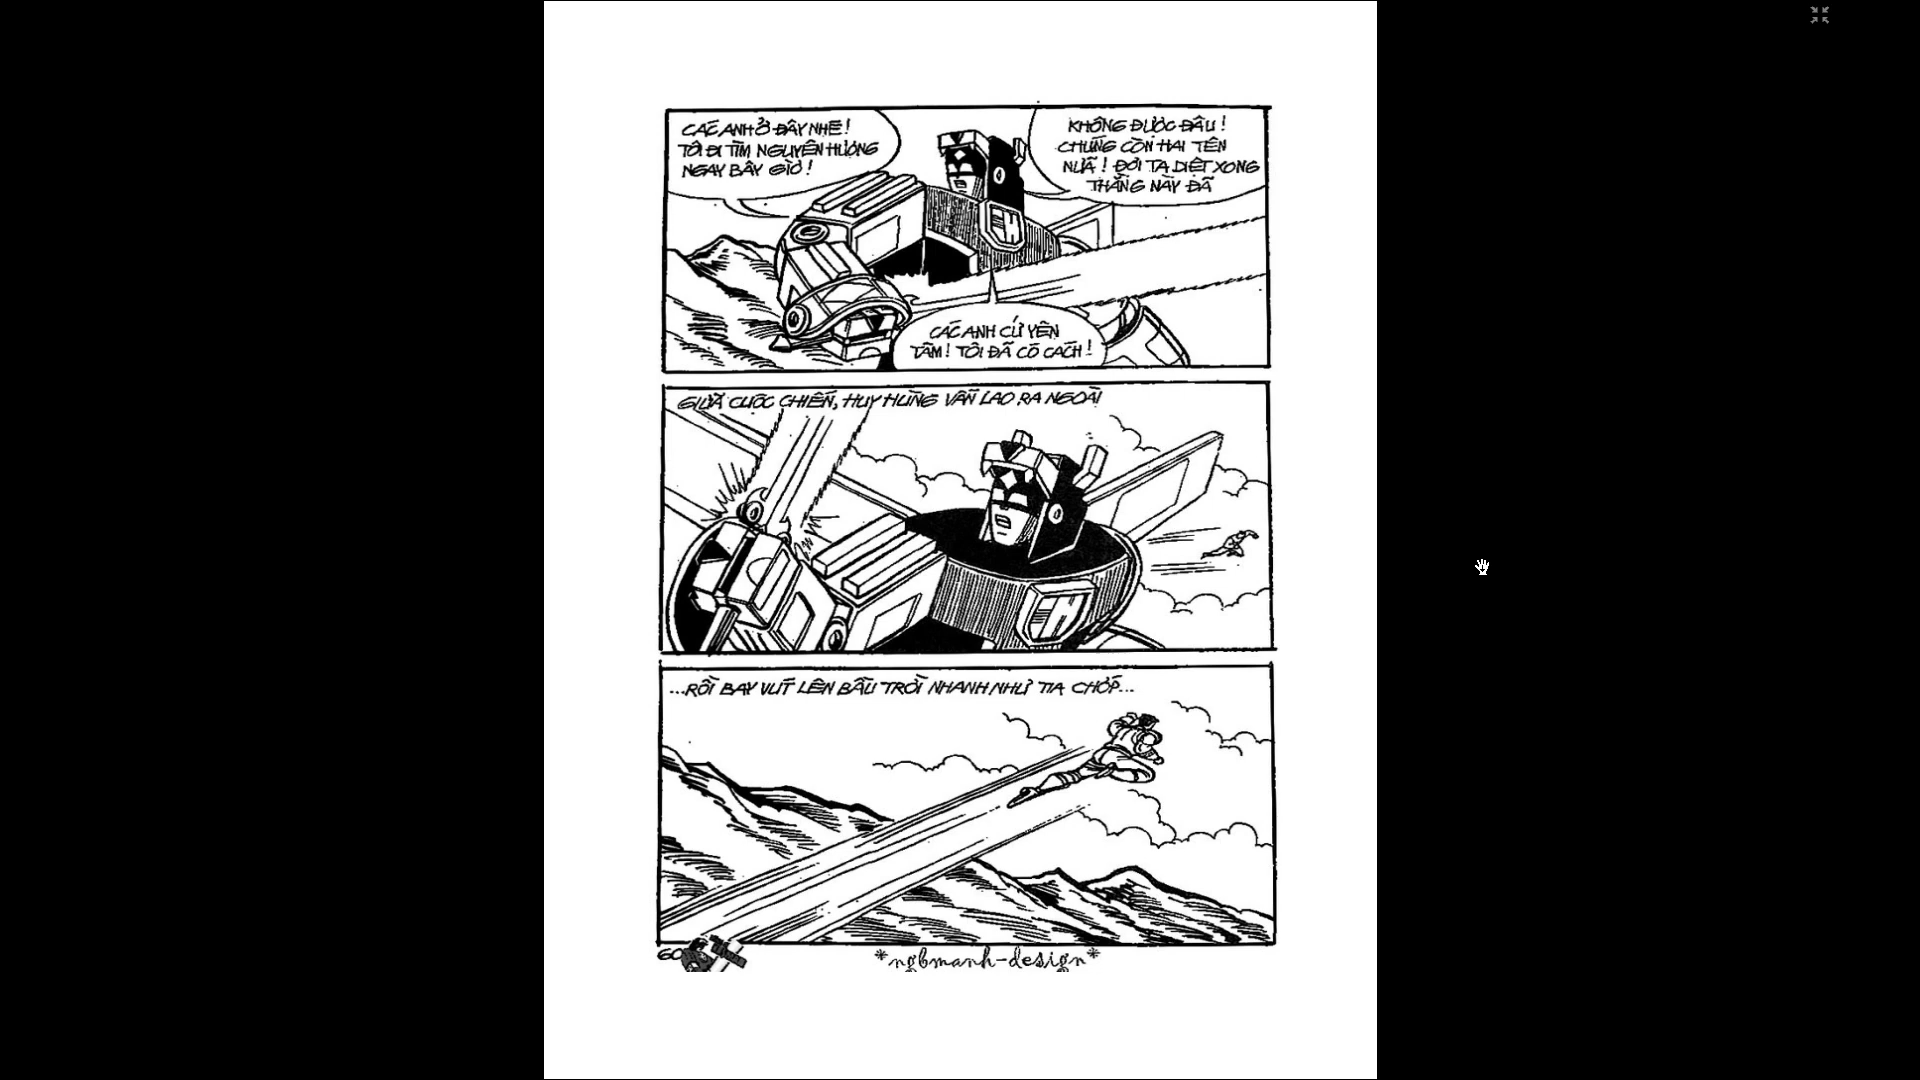 CÁC ANH Ở ĐÂY NHÉ!
TÔI ĐI TÌM NGUYÊN HƯƠNG
NGAY BÂY GIỜ!
KHÔNG ĐƯỢC ĐÂU!
CHÚNG CÒN HAI TÊN
NỮA! ĐỢI TA DIỆT XONG
THẰNG NÀY ĐÃ
CÁC ANH CỨ YÊN
TÂM! TÔI ĐÃ CÓ CÁCH!
GIỮA CUỘC CHIẾN, HUY HÙNG VẪN LAO RA NGOÀI
...RỒI BAY VÚT LÊN BẦU TRỜI NHANH NHƯ TIA CHỚP...
60
*ngbmanh-design*